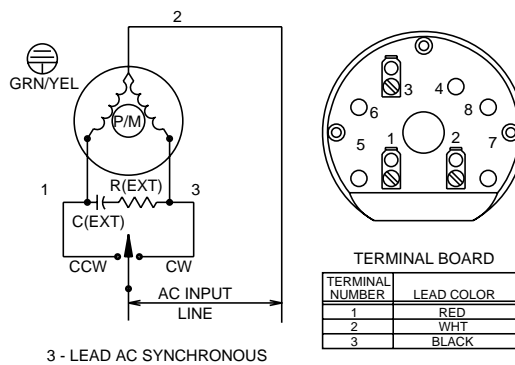 2
GRN/YEL
P/M
1
R(EXT)
3
C(EXT)
CCW
CW
AC INPUT
LINE
3 - LEAD AC SYNCHRONOUS
3
4
6
8
5
1
2
7
TERMINAL BOARD
TERMINAL NUMBER LEAD COLOR
1 RED
2 WHT
3 BLACK